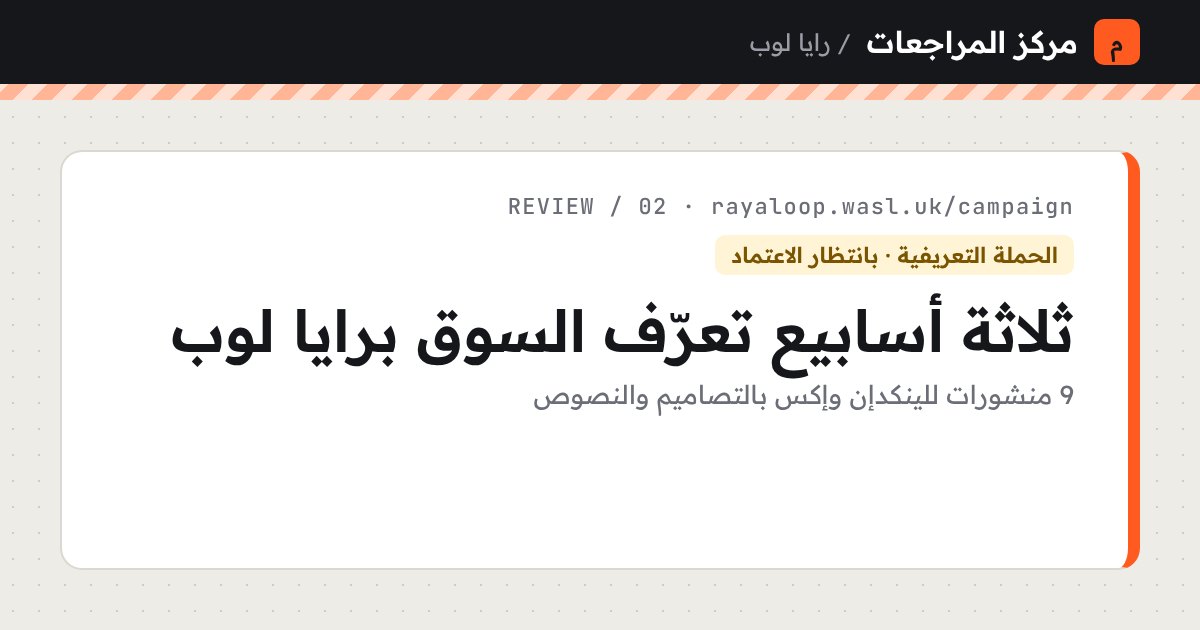 م مركز المراجعات / رايا لوب
REVIEW / 02 · rayaloop.wasl.uk/campaign
الحملة التعريفية · بانتظار الاعتماد
ثلاثة أسابيع تعرّف السوق برايا لوب
9 منشورات للينكدإن وإكس بالتصاميم والنصوص